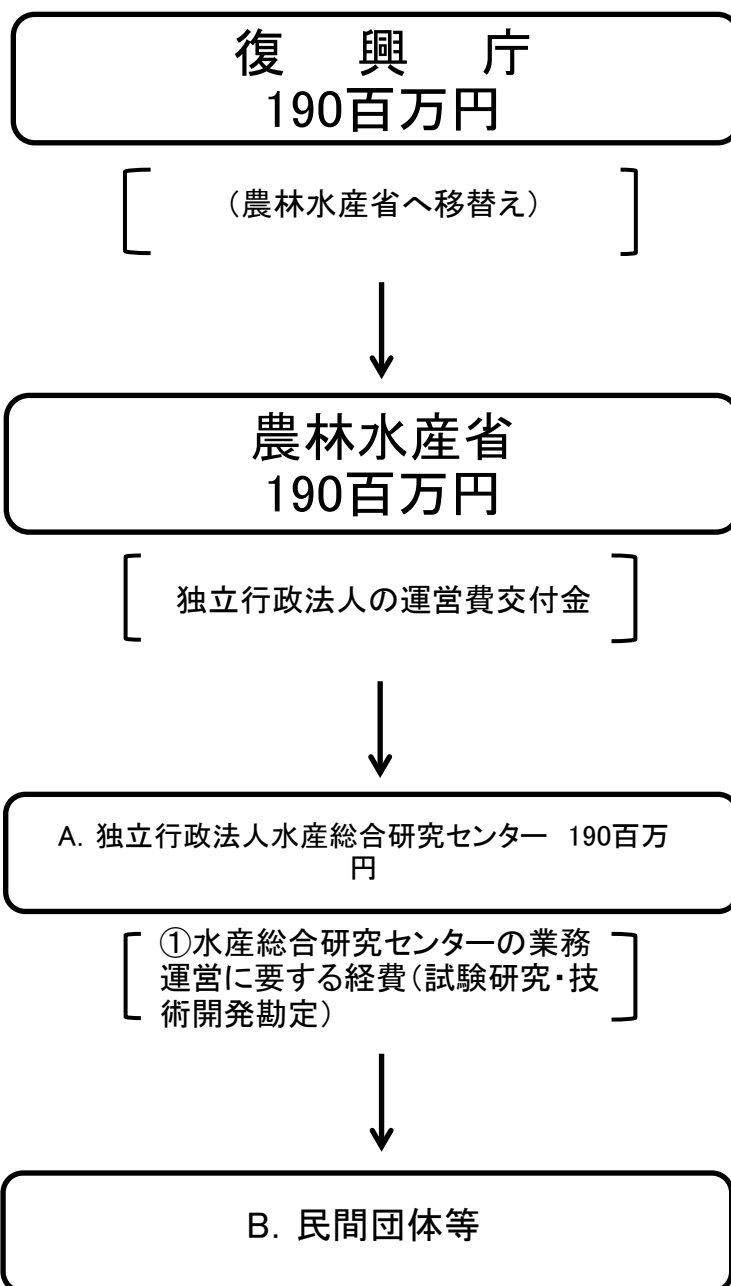 復　興　庁
190百万円
（農林水産省へ移替え）
農林水産省
190百万円
独立行政法人の運営費交付金
A．独立行政法人水産総合研究センター　190百万
円
①水産総合研究センターの業務
運営に要する経費（試験研究・技
術開発勘定）
B．民間団体等